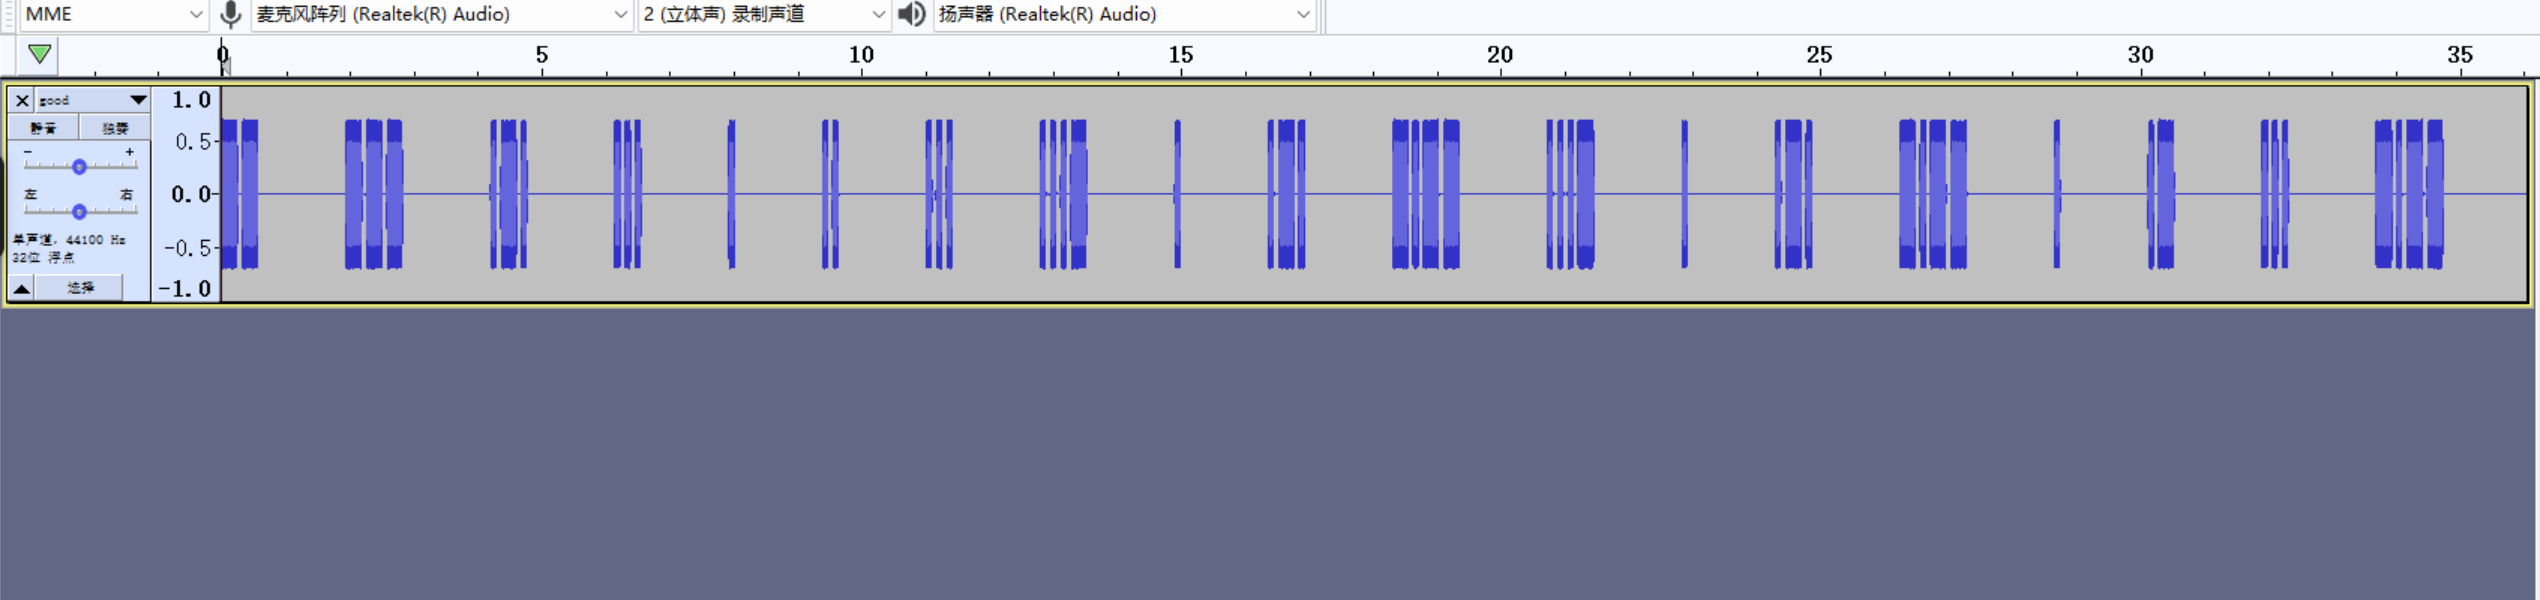 MME 麦克风阵列 (Realtek(R) Audio) 2 (立体声) 录制声道 扬声器 (Realtek(R) Audio)
0 5 10 15 20 25 30 35
good
静音 独奏
- +
左 右
单声道, 44100 Hz
32位 浮点
选择
1.0
0.5-
0.0-
-0.5-
-1.0